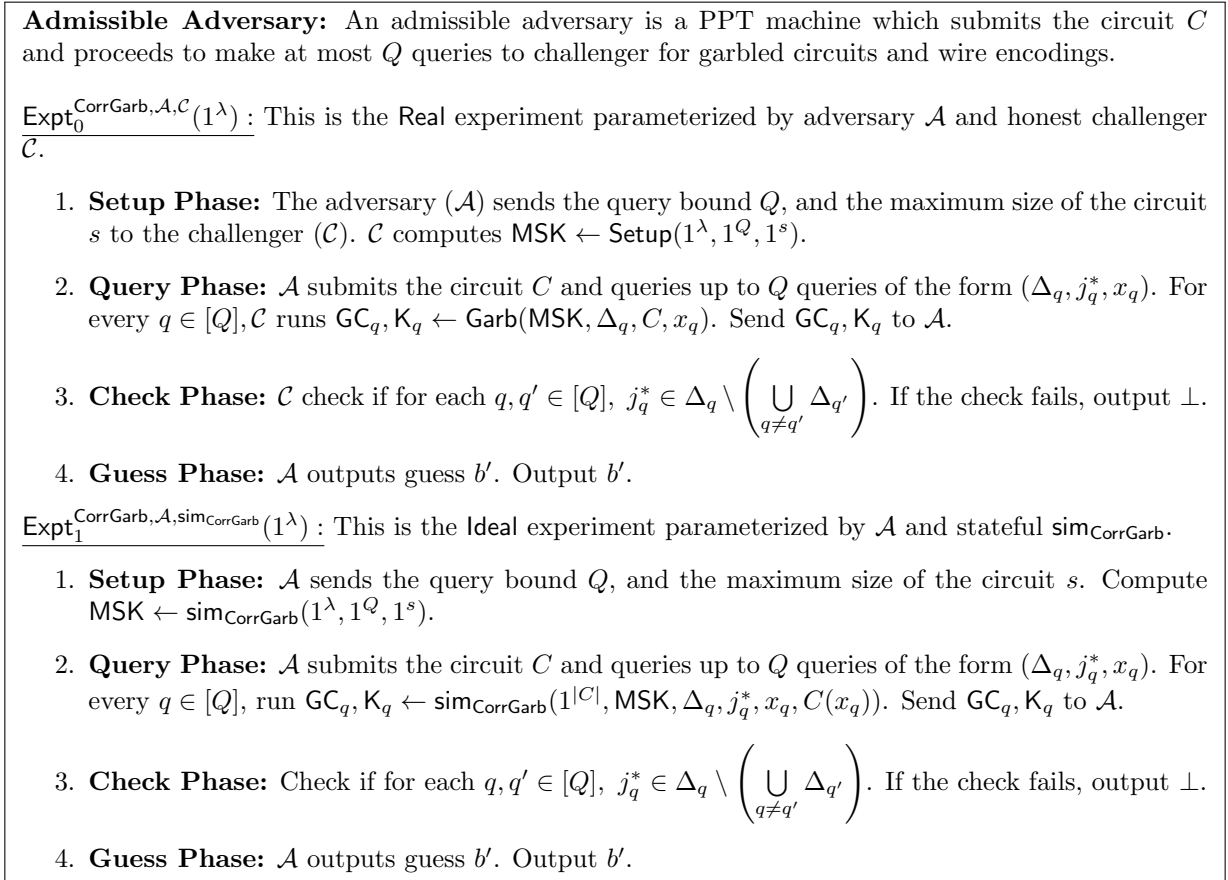 Admissible Adversary: An admissible adversary is a PPT machine which submits the circuit C
and proceeds to make at most Q queries to challenger for garbled circuits and wire encodings.
Expt_0^{CorrGarb,𝒜,𝒞}(1^λ) : This is the Real experiment parameterized by adversary 𝒜 and honest challenger
𝒞.
1. Setup Phase: The adversary (𝒜) sends the query bound Q, and the maximum size of the circuit
s to the challenger (𝒞). 𝒞 computes MSK ← Setup(1^λ, 1^Q, 1^s).
2. Query Phase: 𝒜 submits the circuit C and queries up to Q queries of the form (Δ_q, j_q^*, x_q). For
every q ∈ [Q], 𝒞 runs GC_q, K_q ← Garb(MSK, Δ_q, C, x_q). Send GC_q, K_q to 𝒜.
3. Check Phase: 𝒞 check if for each q, q′ ∈ [Q], j_q^* ∈ Δ_q \ (⋃_{q≠q′} Δ_{q′}). If the check fails, output ⊥.
4. Guess Phase: 𝒜 outputs guess b′. Output b′.
Expt_1^{CorrGarb,𝒜,sim_{CorrGarb}}(1^λ) : This is the Ideal experiment parameterized by 𝒜 and stateful sim_{CorrGarb}.
1. Setup Phase: 𝒜 sends the query bound Q, and the maximum size of the circuit s. Compute
MSK ← sim_{CorrGarb}(1^λ, 1^Q, 1^s).
2. Query Phase: 𝒜 submits the circuit C and queries up to Q queries of the form (Δ_q, j_q^*, x_q). For
every q ∈ [Q], run GC_q, K_q ← sim_{CorrGarb}(1^{|C|}, MSK, Δ_q, j_q^*, x_q, C(x_q)). Send GC_q, K_q to 𝒜.
3. Check Phase: Check if for each q, q′ ∈ [Q], j_q^* ∈ Δ_q \ (⋃_{q≠q′} Δ_{q′}). If the check fails, output ⊥.
4. Guess Phase: 𝒜 outputs guess b′. Output b′.